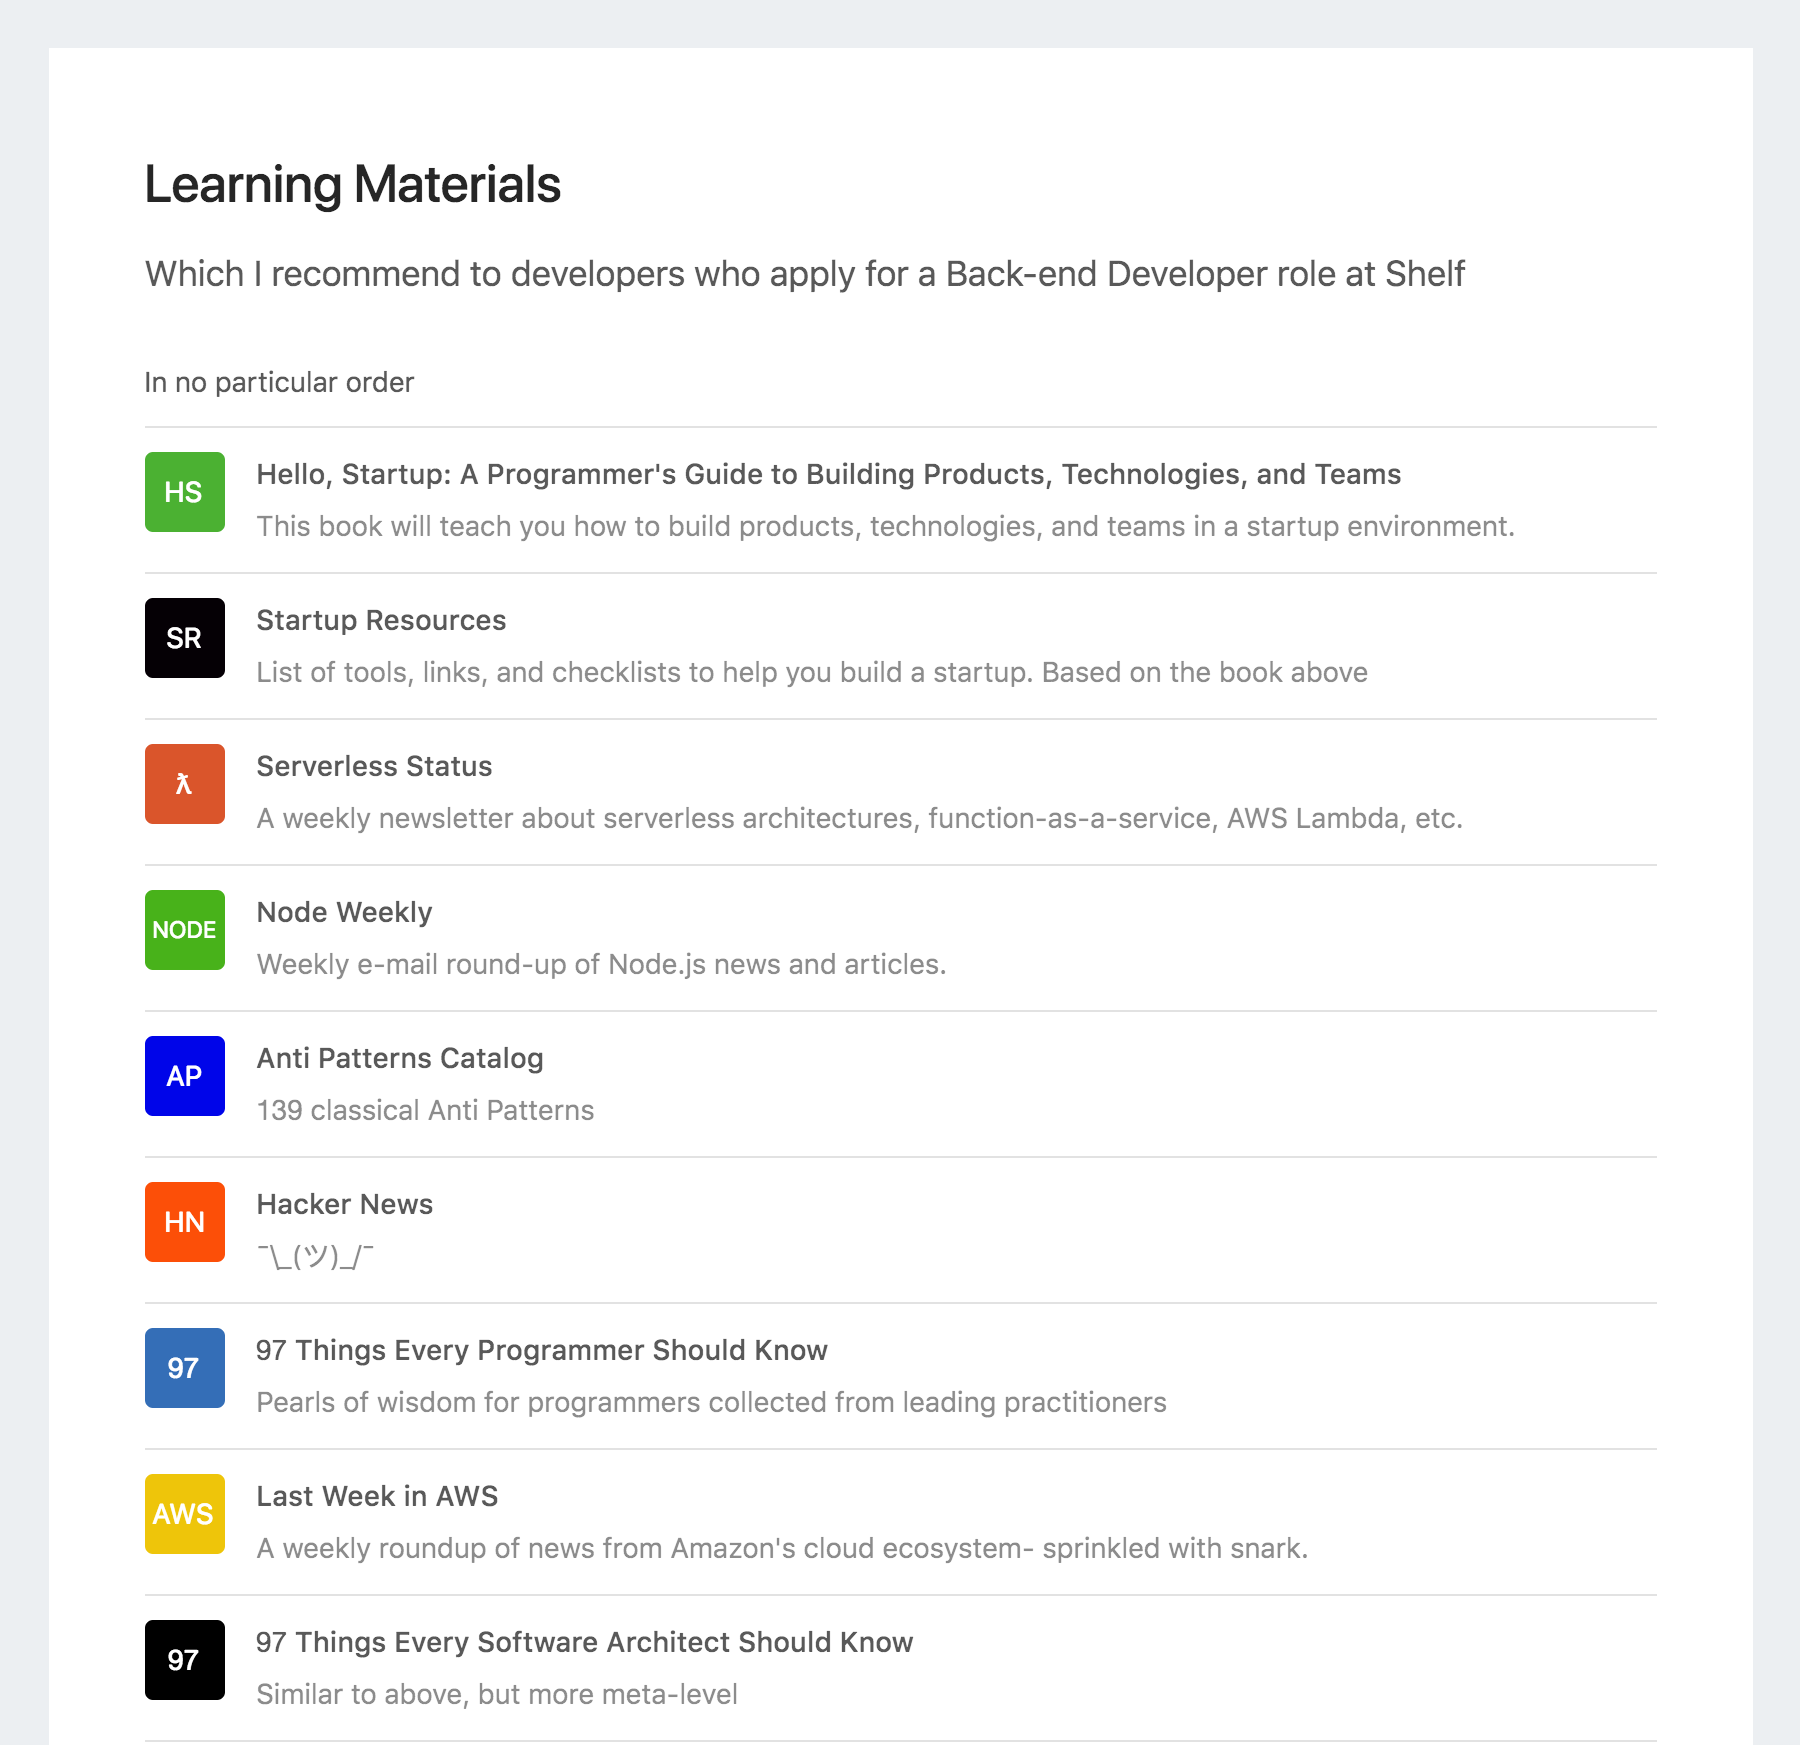 Learning Materials
Which I recommend to developers who apply for a Back-end Developer role at Shelf
In no particular order
HS
Hello, Startup: A Programmer's Guide to Building Products, Technologies, and Teams
This book will teach you how to build products, technologies, and teams in a startup environment.
SR
Startup Resources
List of tools, links, and checklists to help you build a startup. Based on the book above
ƛ
Serverless Status
A weekly newsletter about serverless architectures, function-as-a-service, AWS Lambda, etc.
NODE
Node Weekly
Weekly e-mail round-up of Node.js news and articles.
AP
Anti Patterns Catalog
139 classical Anti Patterns
HN
Hacker News
¯\_(ツ)_/¯
97
97 Things Every Programmer Should Know
Pearls of wisdom for programmers collected from leading practitioners
AWS
Last Week in AWS
A weekly roundup of news from Amazon's cloud ecosystem- sprinkled with snark.
97
97 Things Every Software Architect Should Know
Similar to above, but more meta-level